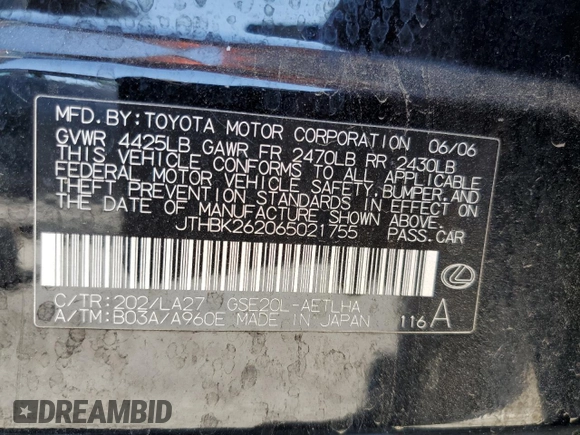 MFD.BY:TOYOTA MOTOR CORPORATION 06/06
GVWR 4425LB GAWR FR 2470LB RR 2430LB
THIS VEHICLE CONFORMS TO ALL APPLICABLE
FEDERAL MOTOR VEHICLE SAFETY, BUMPER, AND
THEFT PREVENTION STANDARDS IN EFFECT ON
THE DATE OF MANUFACTURE SHOWN ABOVE.
JTHBK262065021755 PASS.CAR
C/TR:202/LA27 GSE20L-AETLHA
A/TM:B03A/A960E MADE IN JAPAN 116A
DREAMBID